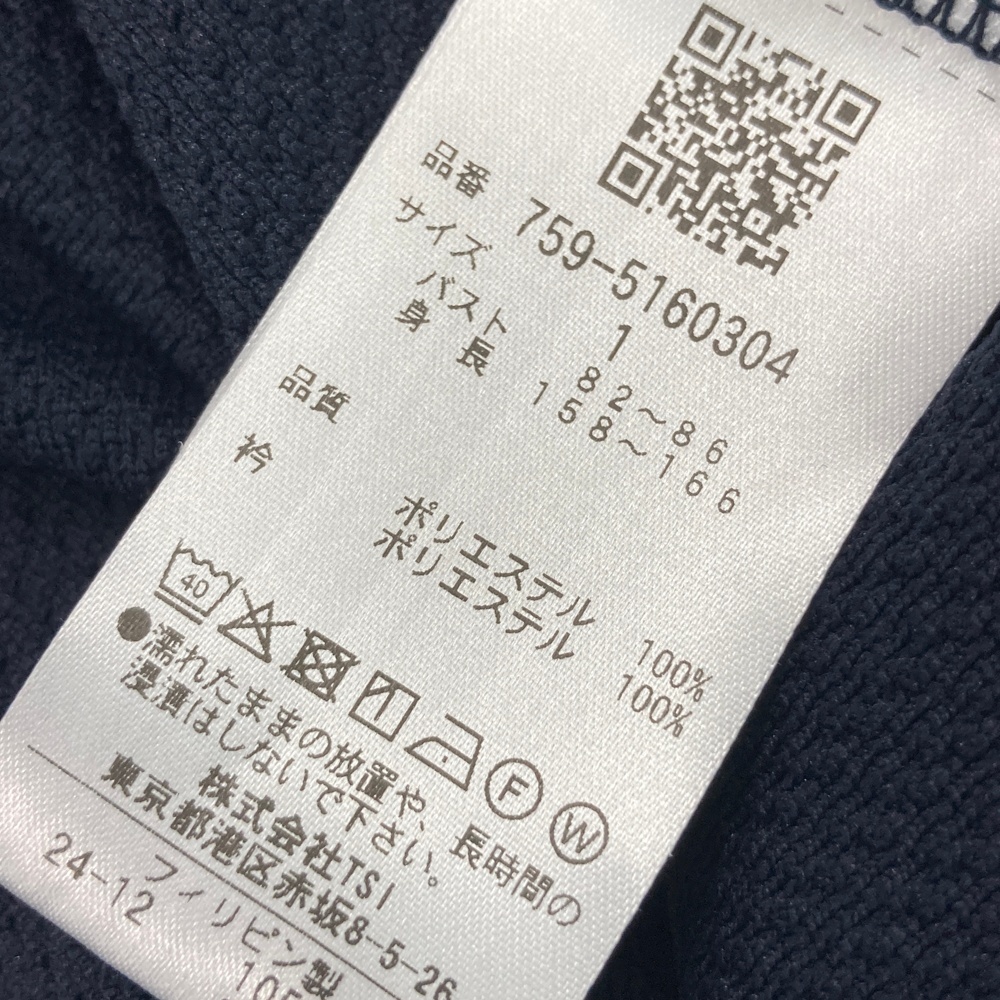 品番 759-5160304
サイズ 1
バスト 82～86
身長 158～166
品質
ポリエステル 100%
衿 ポリエステル 100%
40
F W
●濡れたままの放置や、長時間の
浸漬はしないで下さい。
株式会社TSI
東京都港区赤坂8-5-26
24-12 フィリピン製